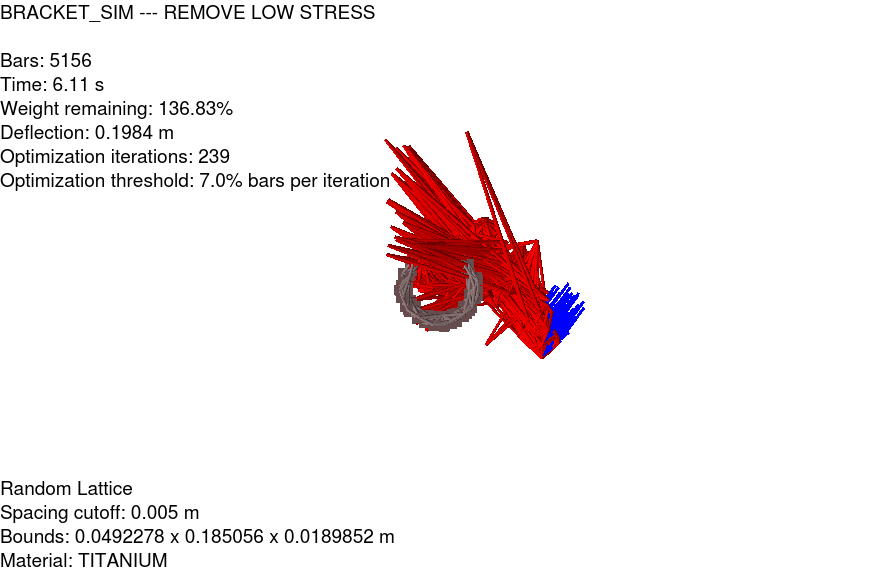 BRACKET_SIM --- REMOVE LOW STRESS
Bars: 5156
Time: 6.11 s
Weight remaining: 136.83%
Deflection: 0.1984 m
Optimization iterations: 239
Optimization threshold: 7.0% bars per iteration
Random Lattice
Spacing cutoff: 0.005 m
Bounds: 0.0492278 x 0.185056 x 0.0189852 m
Material: TITANIUM